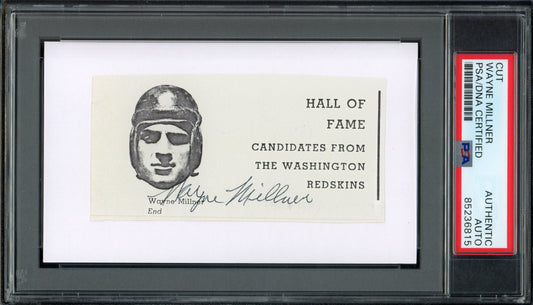 HALL OF
FAME
CANDIDATES FROM
THE WASHINGTON
REDSKINS
Wayne Millner
Wayne Millner
End
CUT
WAYNE MILLNER
PSA/DNA CERTIFIED
PSA
AUTHENTIC
AUTO
85236815